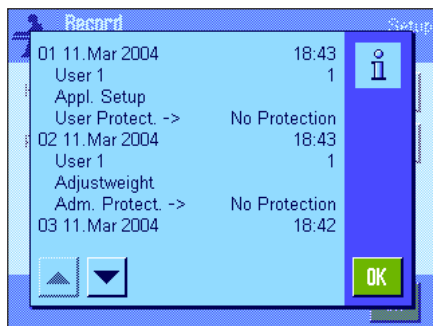 Record
Setup
01 11.Mar 2004 18:43
User 1 1
Appl. Setup
User Protect. -> No Protection
02 11.Mar 2004 18:43
User 1 1
Adjustweight
Adm. Protect. -> No Protection
03 11.Mar 2004 18:42
OK